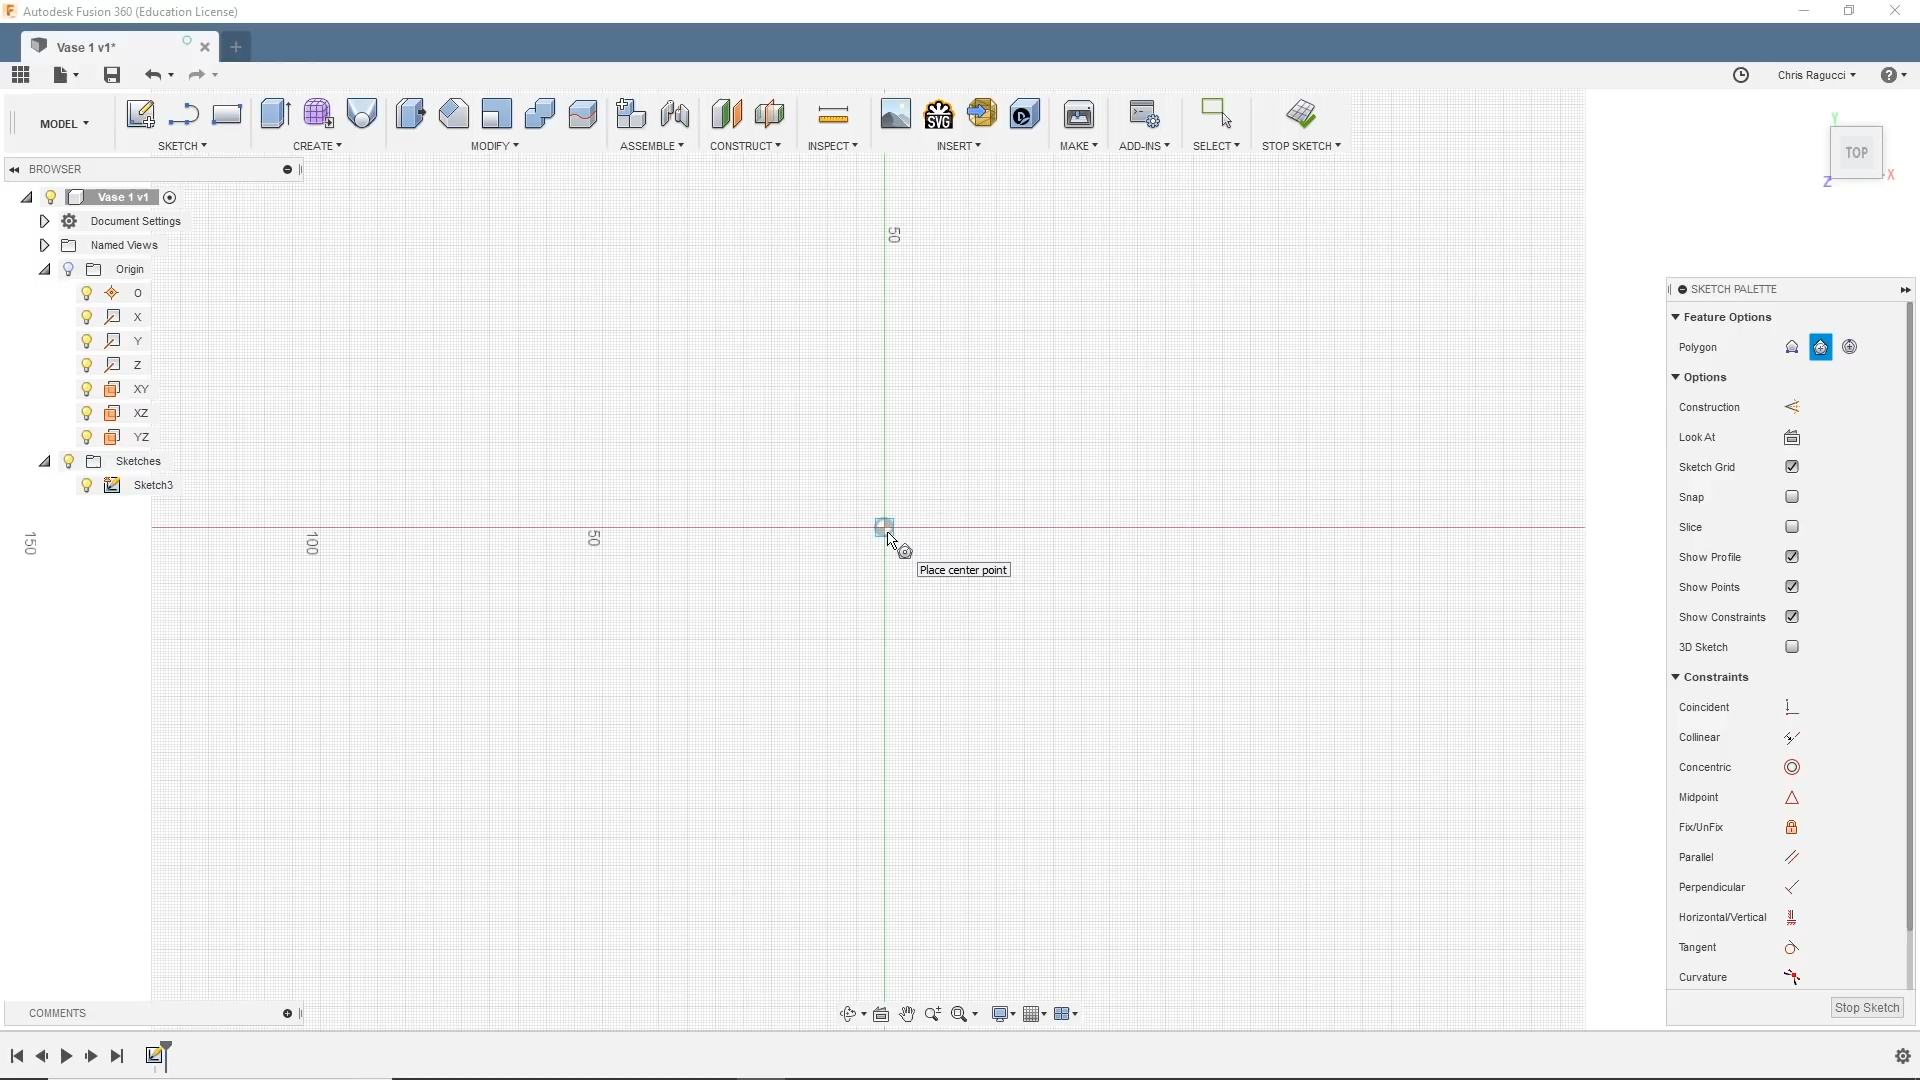 Autodesk Fusion 360 (Education License)
Vase 1 v1*
Chris Ragucci
MODEL
SKETCH
CREATE
MODIFY
ASSEMBLE
CONSTRUCT
INSPECT
SVG
INSERT
MAKE
ADD-INS
SELECT
STOP SKETCH
BROWSER
Vase 1 v1
Document Settings
Named Views
Origin
O
X
Y
Z
XY
XZ
YZ
Sketches
Sketch3
Y
TOP
X
Z
50
50
100
150
Place center point
SKETCH PALETTE
Feature Options
Polygon
Options
Construction
Look At
Sketch Grid
Snap
Slice
Show Profile
Show Points
Show Constraints
3D Sketch
Constraints
Coincident
Collinear
Concentric
Midpoint
Fix/UnFix
Parallel
Perpendicular
Horizontal/Vertical
Tangent
Curvature
Stop Sketch
COMMENTS